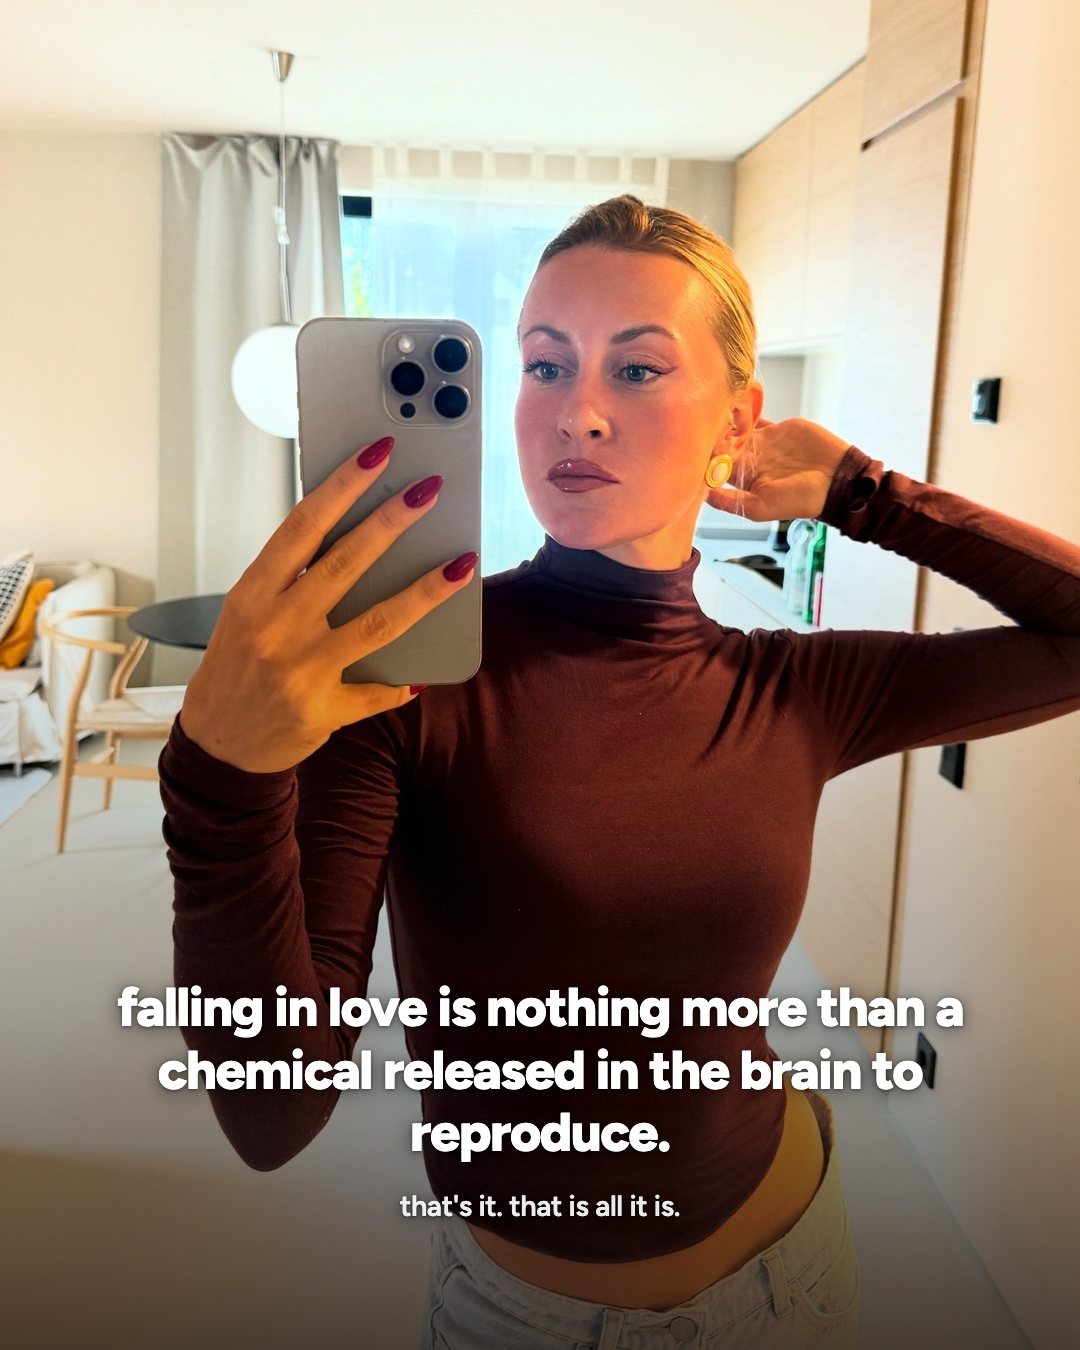 falling in love is nothing more than a
chemical released in the brain to
reproduce.
that's it. that is all it is.